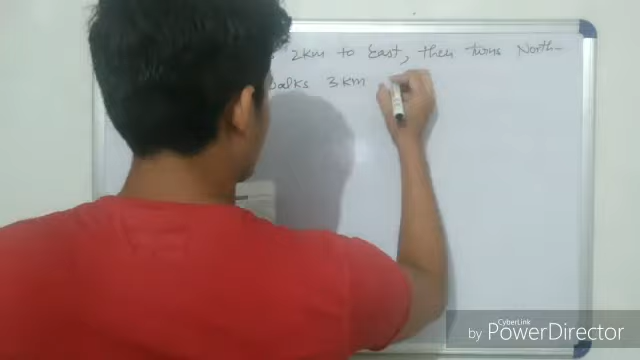 2km to East, then turns North-
walks 3km
CyberLink
by PowerDirector